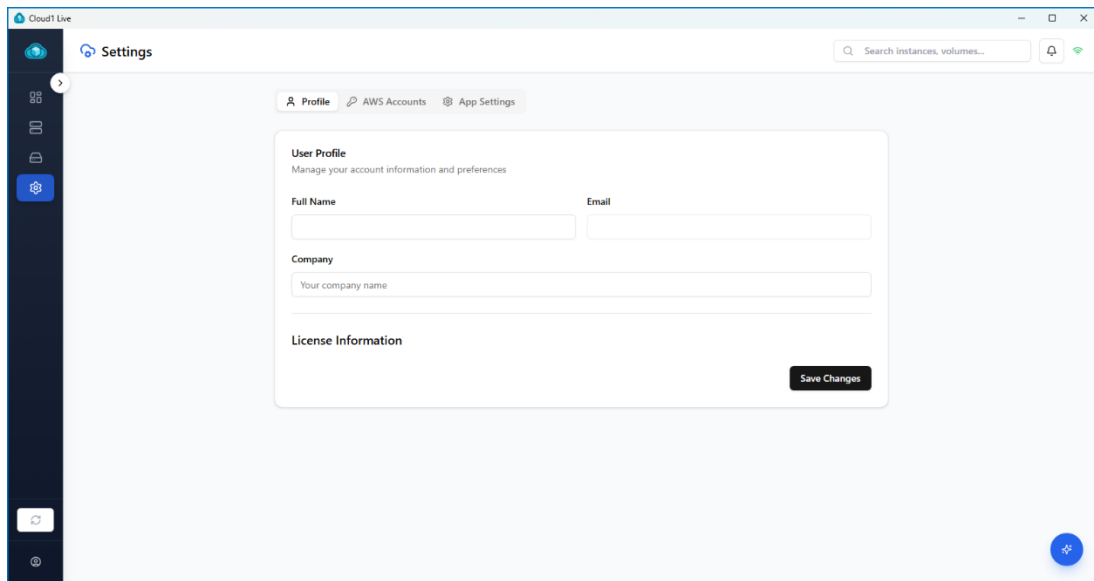 Cloud1 Live
Settings
Search instances, volumes...
Profile AWS Accounts App Settings
User Profile
Manage your account information and preferences
Full Name Email
Company
Your company name
License Information
Save Changes